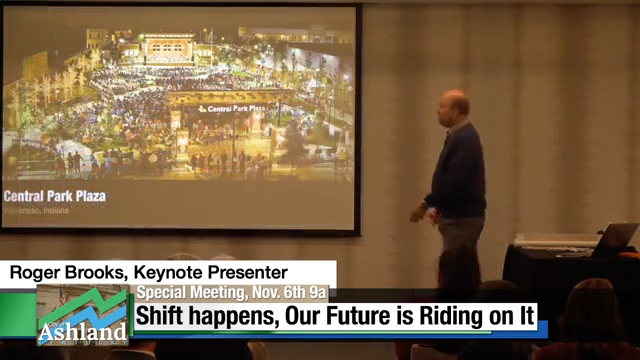 Central Park Plaza
Central Park Plaza
Valparaiso, Indiana
Roger Brooks, Keynote Presenter
Special Meeting, Nov. 6th 9a
Ashland
Shift happens, Our Future is Riding on It